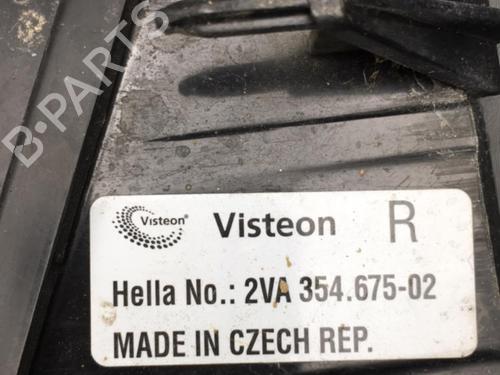 B-PARTS
Visteon® Visteon R
Hella No.: 2VA 354.675-02
MADE IN CZECH REP.